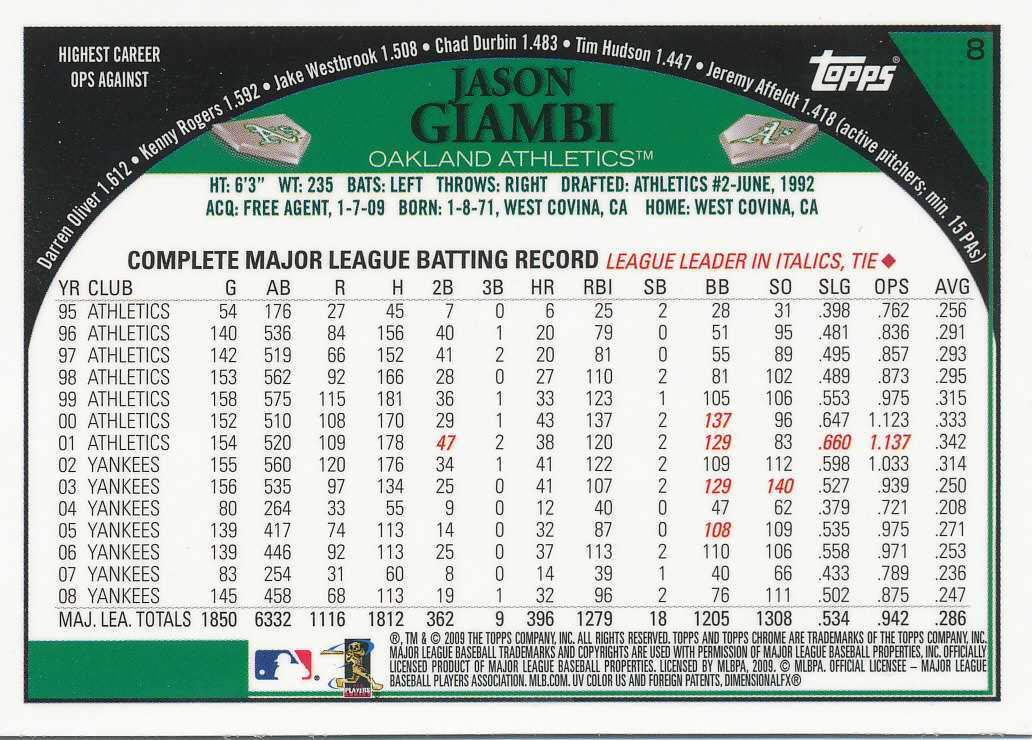 HIGHEST CAREER
OPS AGAINST
Darren Oliver 1.612 • Kenny Rogers 1.592 • Jake Westbrook 1.508 • Chad Durbin 1.483 • Tim Hudson 1.447 • Jeremy Affeldt 1.418 (active pitchers; min. 15 PAs)
topps®
8
JASON
GIAMBI
OAKLAND ATHLETICS™
A's
A's
HT: 6'3" WT: 235 BATS: LEFT THROWS: RIGHT DRAFTED: ATHLETICS #2-JUNE, 1992
ACQ: FREE AGENT, 1-7-09 BORN: 1-8-71, WEST COVINA, CA HOME: WEST COVINA, CA
COMPLETE MAJOR LEAGUE BATTING RECORD LEAGUE LEADER IN ITALICS, TIE ◆
YR CLUB G AB R H 2B 3B HR RBI SB BB SO SLG OPS AVG
95 ATHLETICS 54 176 27 45 7 0 6 25 2 28 31 .398 .762 .256
96 ATHLETICS 140 536 84 156 40 1 20 79 0 51 95 .481 .836 .291
97 ATHLETICS 142 519 66 152 41 2 20 81 0 55 89 .495 .857 .293
98 ATHLETICS 153 562 92 166 28 0 27 110 2 81 102 .489 .873 .295
99 ATHLETICS 158 575 115 181 36 1 33 123 1 105 106 .553 .975 .315
00 ATHLETICS 152 510 108 170 29 1 43 137 2 137 96 .647 1.123 .333
01 ATHLETICS 154 520 109 178 47 2 38 120 2 129 83 .660 1.137 .342
02 YANKEES 155 560 120 176 34 1 41 122 2 109 112 .598 1.033 .314
03 YANKEES 156 535 97 134 25 0 41 107 2 129 140 .527 .939 .250
04 YANKEES 80 264 33 55 9 0 12 40 0 47 62 .379 .721 .208
05 YANKEES 139 417 74 113 14 0 32 87 0 108 109 .535 .975 .271
06 YANKEES 139 446 92 113 25 0 37 113 2 110 106 .558 .971 .253
07 YANKEES 83 254 31 60 8 0 14 39 1 40 66 .433 .789 .236
08 YANKEES 145 458 68 113 19 1 32 96 2 76 111 .502 .875 .247
MAJ. LEA. TOTALS 1850 6332 1116 1812 362 9 396 1279 18 1205 1308 .534 .942 .286
®, TM & © 2009 THE TOPPS COMPANY, INC. ALL RIGHTS RESERVED. TOPPS AND TOPPS CHROME ARE TRADEMARKS OF THE TOPPS COMPANY, INC.
MAJOR LEAGUE BASEBALL TRADEMARKS AND COPYRIGHTS ARE USED WITH PERMISSION OF MAJOR LEAGUE BASEBALL PROPERTIES, INC. OFFICIALLY
LICENSED PRODUCT OF MAJOR LEAGUE BASEBALL PROPERTIES. LICENSED BY MLBPA, 2009. © MLBPA. OFFICIAL LICENSEE – MAJOR LEAGUE
BASEBALL PLAYERS ASSOCIATION. MLB.COM. UV COLOR US AND FOREIGN PATENTS, DIMENSIONALFX®
PLAYERS